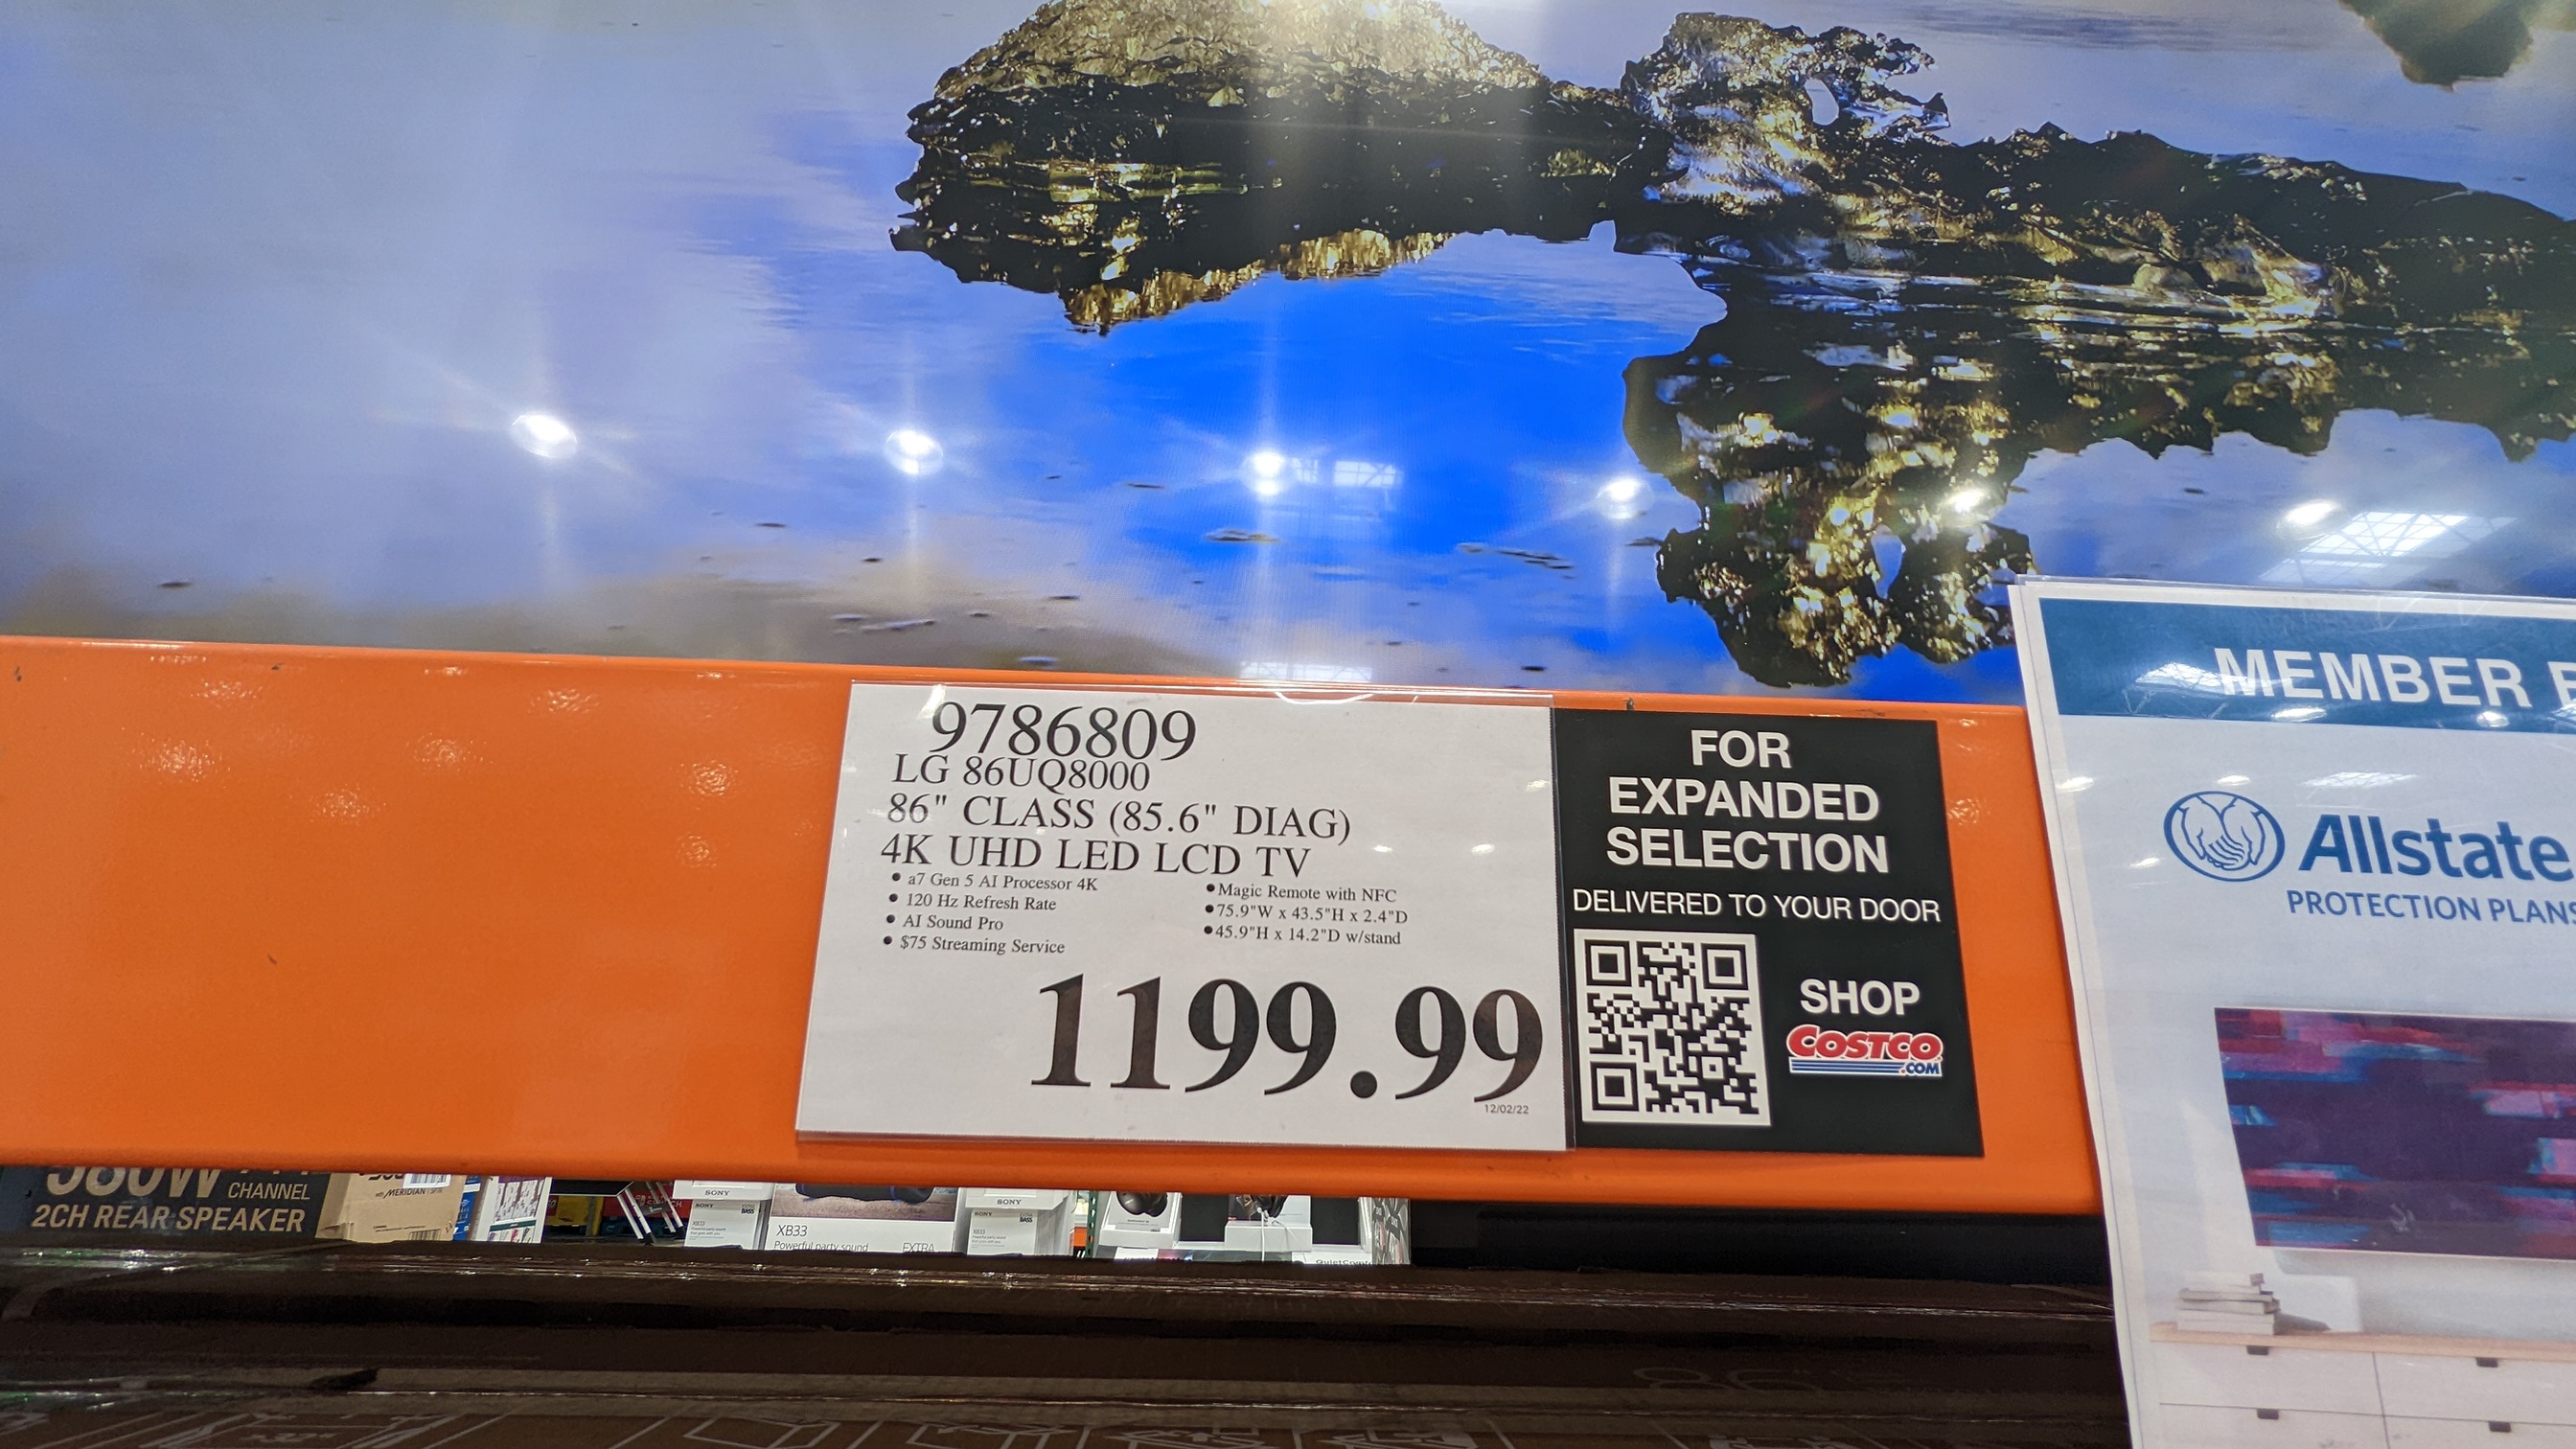 9786809
LG 86UQ8000
86" CLASS (85.6" DIAG)
4K UHD LED LCD TV
• a7 Gen 5 AI Processor 4K
• 120 Hz Refresh Rate
• AI Sound Pro
• $75 Streaming Service
• Magic Remote with NFC
• 75.9"W x 43.5"H x 2.4"D
• 45.9"H x 14.2"D w/stand
1199.99
12/02/22
FOR
EXPANDED
SELECTION
DELIVERED TO YOUR DOOR
SHOP
COSTCO
.COM
MEMBER
Allstate
PROTECTION PLANS
580W
CHANNEL
2CH REAR SPEAKER
MERIDIAN
SONY
XB33
Powerful party sound
EXTRA
SONY
XB33